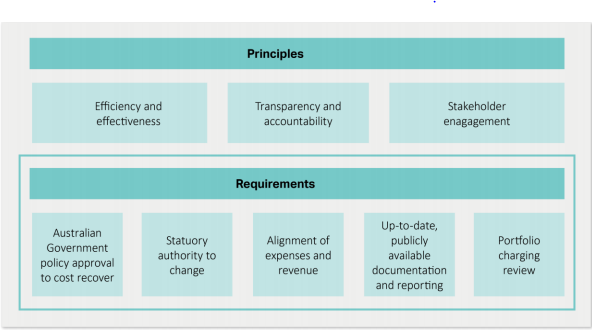 Principles
Efficiency and
effectiveness
Transparency and
accountability
Stakeholder
enagagement
Requirements
Australian
Government
policy approval
to cost recover
Statuory
authority to
change
Alignment of
expenses and
revenue
Up-to-date,
publicly
available
documentation
and reporting
Portfolio
charging
review